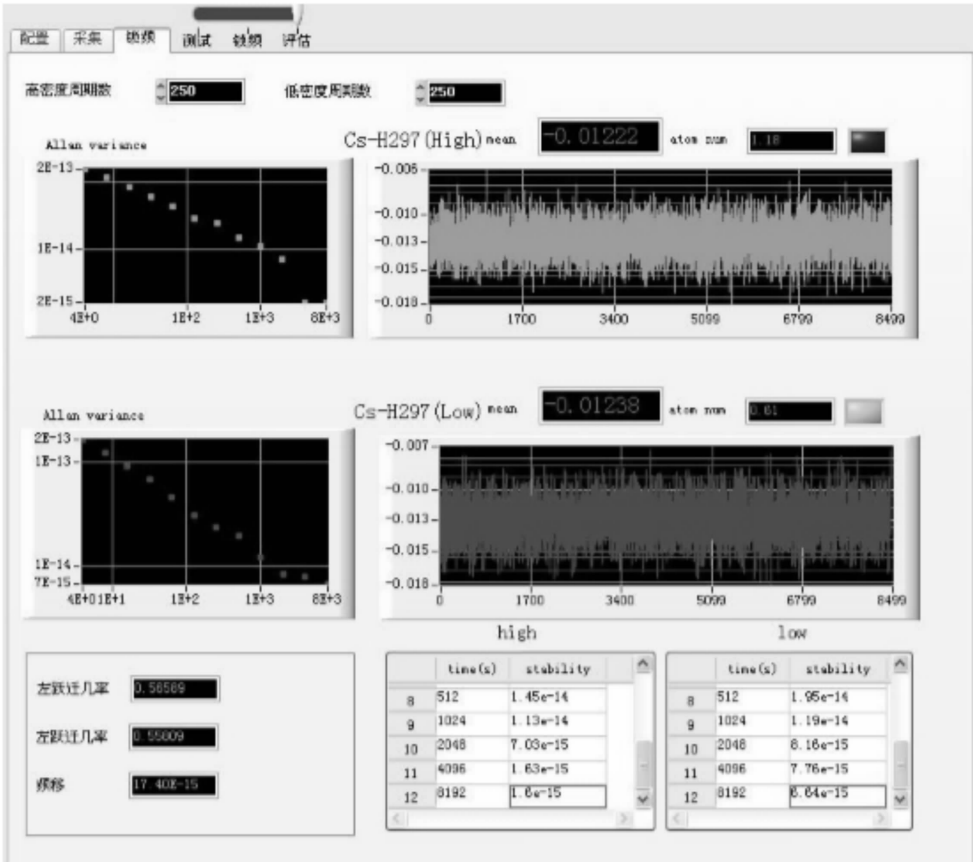 配置 采集 锁频 测试 锁频 评估
高密度周期数 250 低密度周期数 250
Allan variance
Cs-H297(High) mean -0.01222 atom num 1.18
2E-13
1E-14
2E-15
4E+0 1E+2 1E+3 8E+3
-0.006
-0.010
-0.013
-0.015
-0.018
0 1700 3400 5099 6799 8499
Allan variance
Cs-H297(Low) mean -0.01238 atom num 0.61
2E-13
1E-13
1E-14
7E-15
4E+0 1E+1 1E+2 1E+3 8E+3
-0.007
-0.010
-0.013
-0.015
-0.018
0 1700 3400 5099 6799 8499
左跃迁几率 0.56589
左跃迁几率 0.55809
频移 17.40E-15
high
time(s) stability
8 512 1.45e-14
9 1024 1.13e-14
10 2048 7.03e-15
11 4096 1.63e-15
12 8192 1.6e-15
low
time(s) stability
8 512 1.95e-14
9 1024 1.19e-14
10 2048 8.16e-15
11 4096 7.76e-15
12 8192 6.64e-15